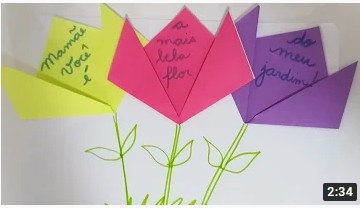 Mamãe
Você
é
a
mais
bela
flor
do
meu
jardim!
2:34